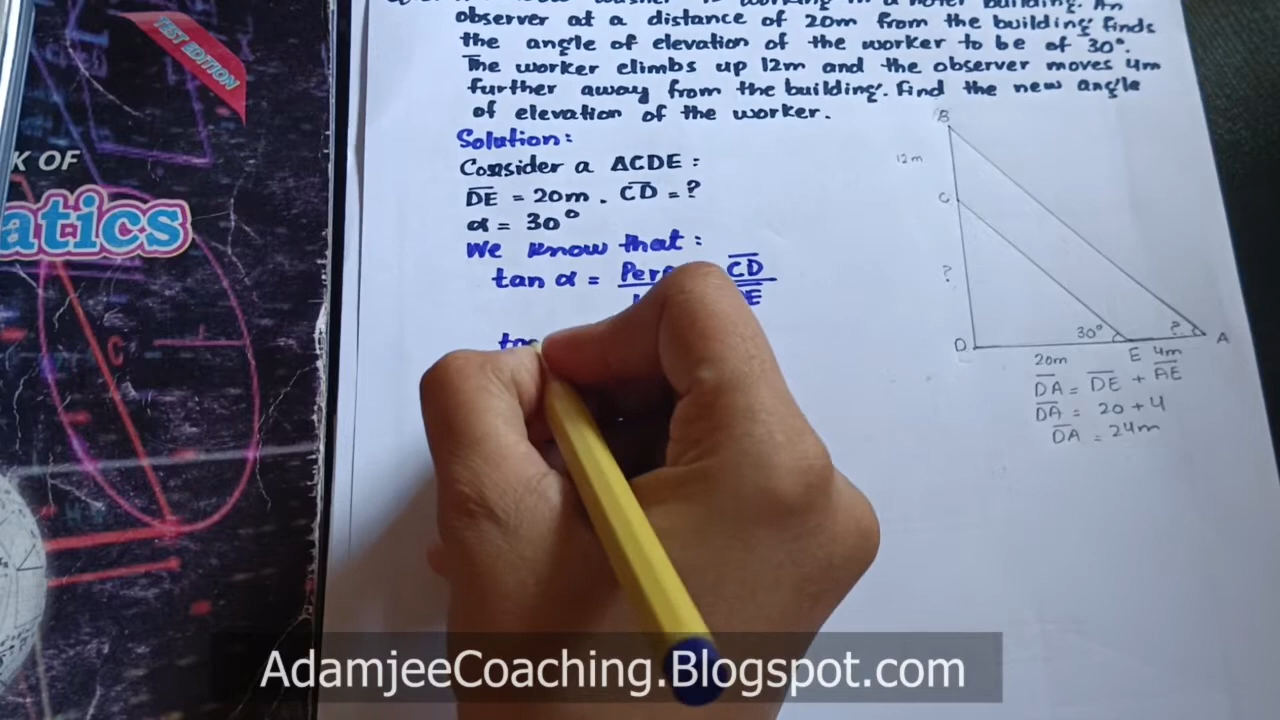 observer at a distance of 20m from the building finds
the angle of elevation of the worker to be of 30°.
The worker climbs up 12m and the observer moves 4m
further away from the building. Find the new angle
of elevation of the worker.
Solution:
Consider a ΔCDE :
DE = 20m . CD = ?
α = 30°
We know that :
tan α = CD
DE
B
12m
C
?
D
30°
?
A
20m
E
4m
DA = DE + AE
DA = 20 + 4
DA = 24m
TEST EDITION
K OF
atics
AdamjeeCoaching.Blogspot.com